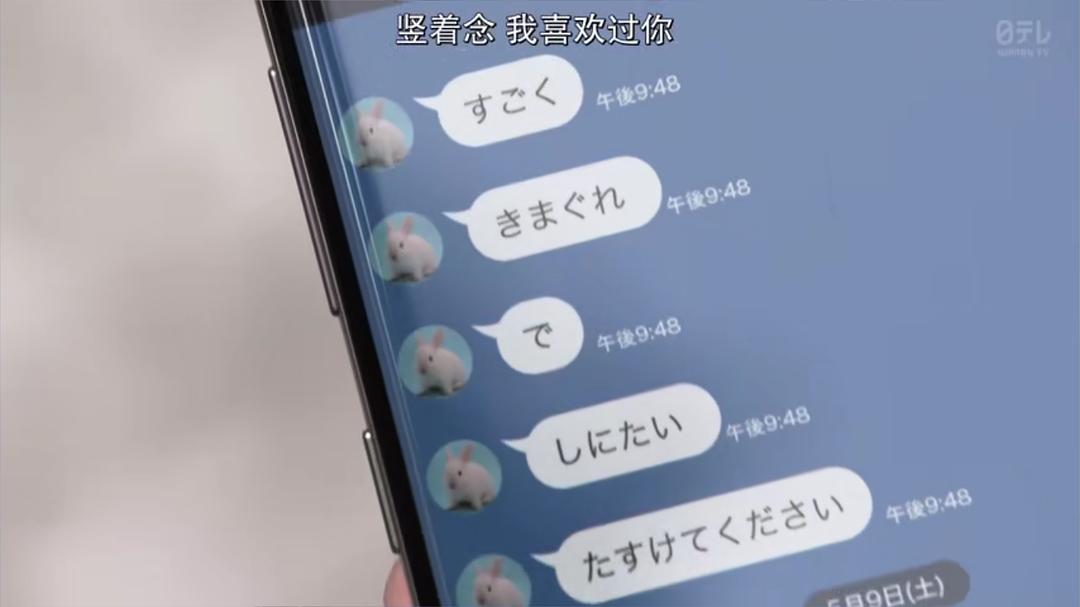 竖着念 我喜欢过你
日テレ
すごく
午後9:48
きまぐれ
午後9:48
で
午後9:48
しにたい
午後9:48
たすけてください
午後9:48
5月9日(土)